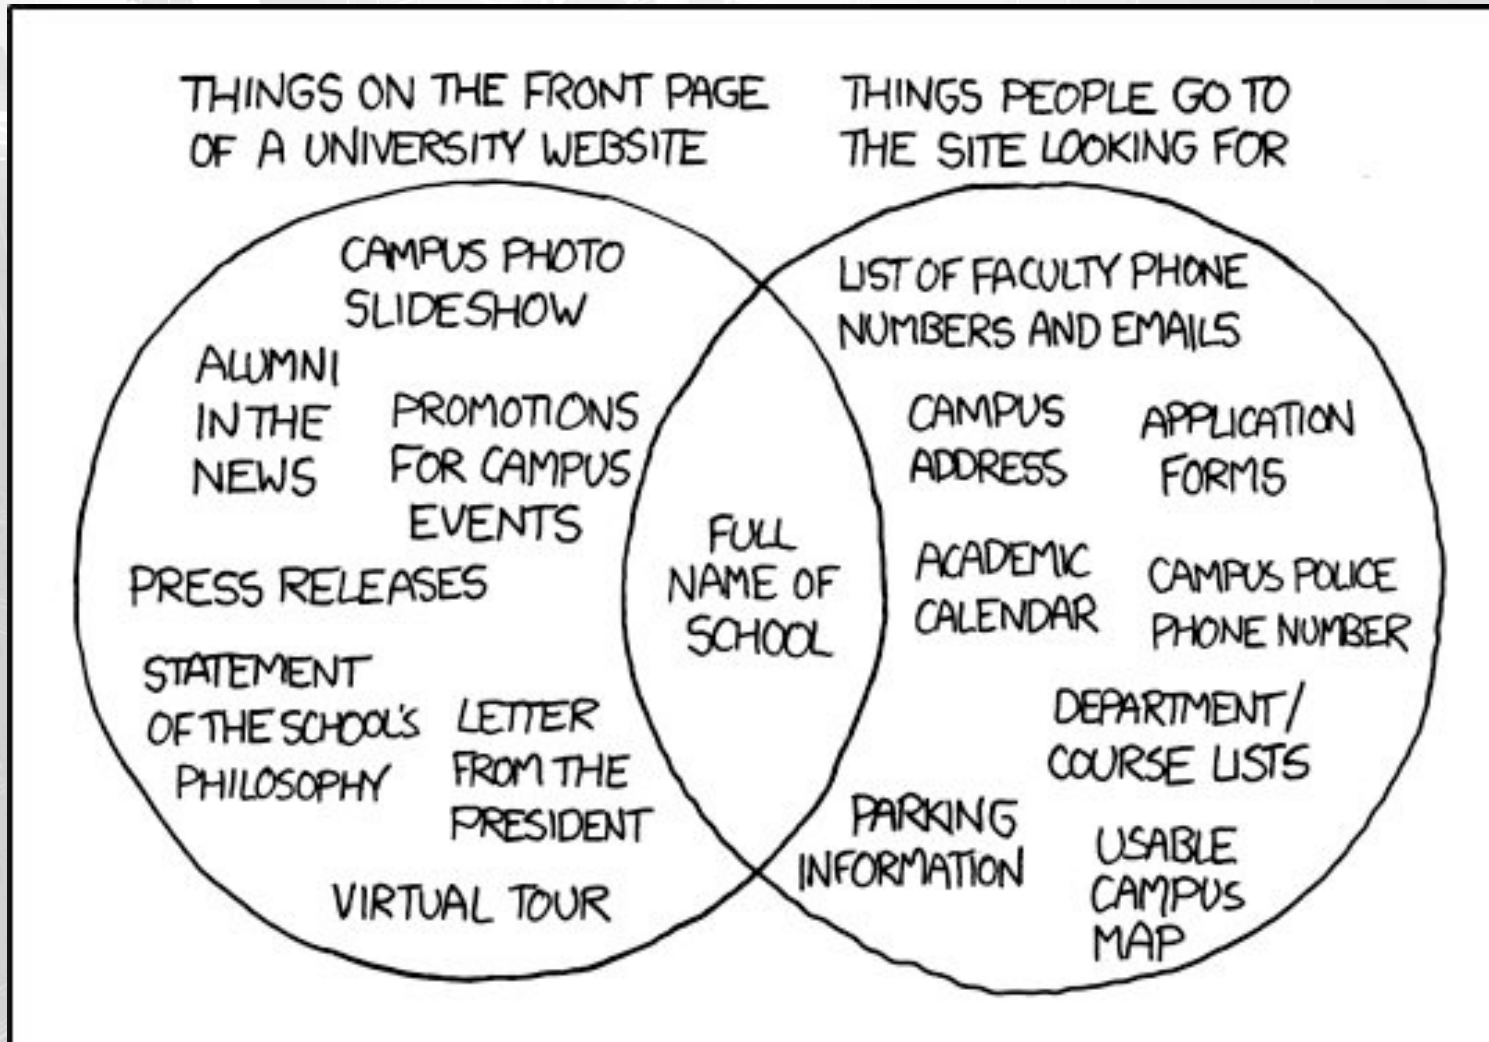 THINGS ON THE FRONT PAGE
OF A UNIVERSITY WEBSITE
THINGS PEOPLE GO TO
THE SITE LOOKING FOR
CAMPUS PHOTO
SLIDESHOW
ALUMNI
IN THE
NEWS
PROMOTIONS
FOR CAMPUS
EVENTS
PRESS RELEASES
STATEMENT
OF THE SCHOOL'S
PHILOSOPHY
LETTER
FROM THE
PRESIDENT
VIRTUAL TOUR
FULL
NAME OF
SCHOOL
LIST OF FACULTY PHONE
NUMBERS AND EMAILS
CAMPUS
ADDRESS
APPLICATION
FORMS
ACADEMIC
CALENDAR
CAMPUS POLICE
PHONE NUMBER
DEPARTMENT/
COURSE LISTS
PARKING
INFORMATION
USABLE
CAMPUS
MAP